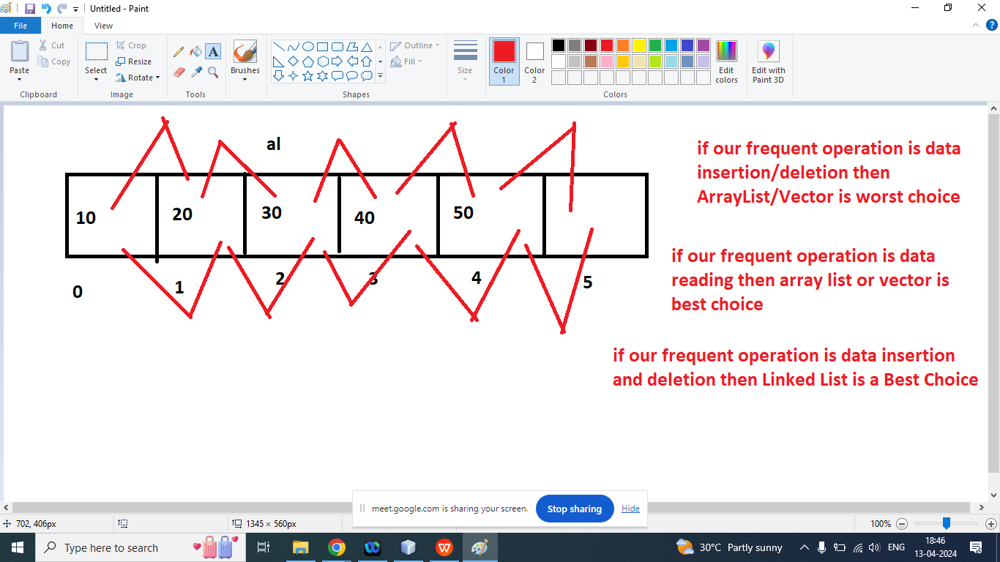 Untitled - Paint
File Home View
Paste
Cut
Copy
Clipboard
Select
Crop
Resize
Rotate
Image
A
Tools
Brushes
Shapes
Outline
Fill
Size
Color
1
Color
2
Colors
Edit
colors
Edit with
Paint 3D
al
10 20 30 40 50
0 1 2 3 4 5
if our frequent operation is data
insertion/deletion then
ArrayList/Vector is worst choice
if our frequent operation is data
reading then array list or vector is
best choice
if our frequent operation is data insertion
and deletion then Linked List is a Best Choice
meet.google.com is sharing your screen.
Stop sharing
Hide
702, 406px
1345 × 560px
100%
Type here to search
30°C Partly sunny
ENG
18:46
13-04-2024